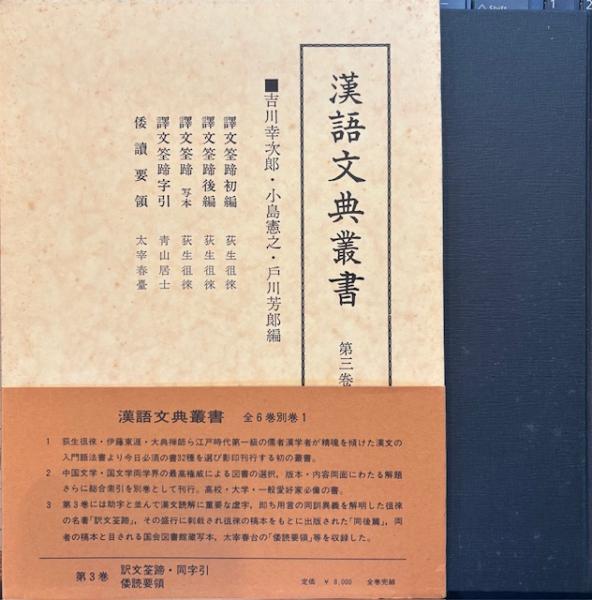 漢語文典叢書
第三巻
■吉川幸次郎・小島憲之・戸川芳郎編
譯文筌蹄初編 荻生徂徠
譯文筌蹄後編 荻生徂徠
譯文筌蹄 写本 荻生徂徠
譯文筌蹄字引 青山居士
倭讀要領 太宰春臺
漢語文典叢書 全6巻別巻1
1 荻生徂徠・伊藤東涯・大典禅師ら江戸時代第一級の儒者漢学者が精魂を傾けた漢文の
入門語法書より今日必須の書32種を選び影印刊行する初の叢書。
2 中国文学・国文学両学界の最高権威による図書の選択，版本・内容両面にわたる解題
さらに総合索引を別巻として刊行。高校・大学・一般愛好家必備の書。
3 第3巻には助字と並んで漢文読解に重要な虚字，即ち用言の同訓異義を解明した徂徠
の名著「訳文筌蹄」，その盛行に刺戟され徂徠の稿本をもとに出版された「同後篇」，両
者の稿本と目される国会図書館蔵写本，太宰春台の「倭読要領」等を収録した。
第3巻 訳文筌蹄・同字引
倭読要領
定価 ¥8,000 全巻完結
Shift
1
2